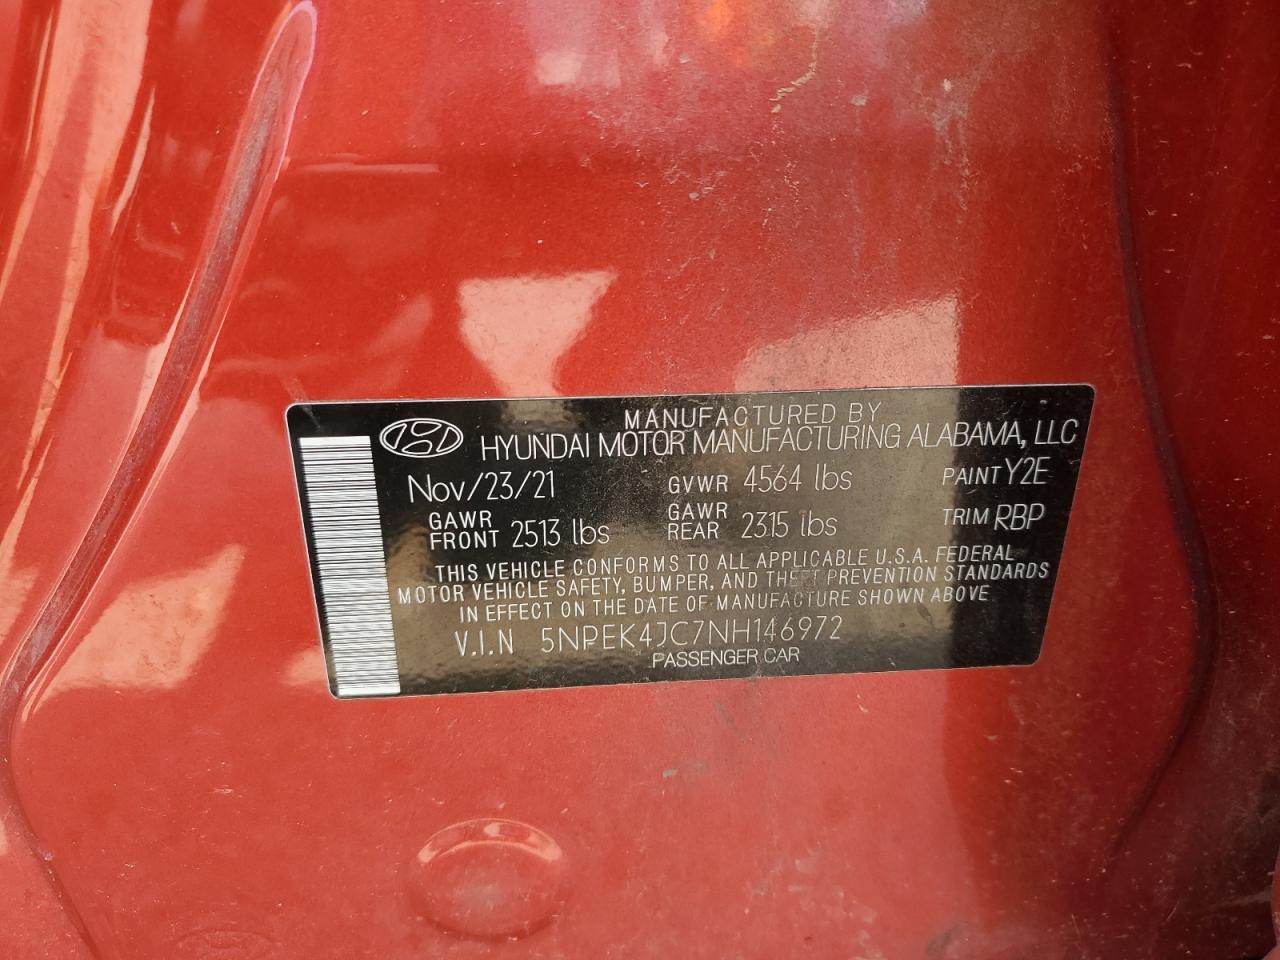 MANUFACTURED BY
HYUNDAI MOTOR MANUFACTURING ALABAMA, LLC
Nov/23/21 GVWR 4564 lbs PAINT Y2E
GAWR FRONT 2513 lbs GAWR REAR 2315 lbs TRIM RBP
THIS VEHICLE CONFORMS TO ALL APPLICABLE U.S.A. FEDERAL
MOTOR VEHICLE SAFETY, BUMPER, AND THEFT PREVENTION STANDARDS
IN EFFECT ON THE DATE OF MANUFACTURE SHOWN ABOVE
V.I.N 5NPEK4JC7NH146972
PASSENGER CAR